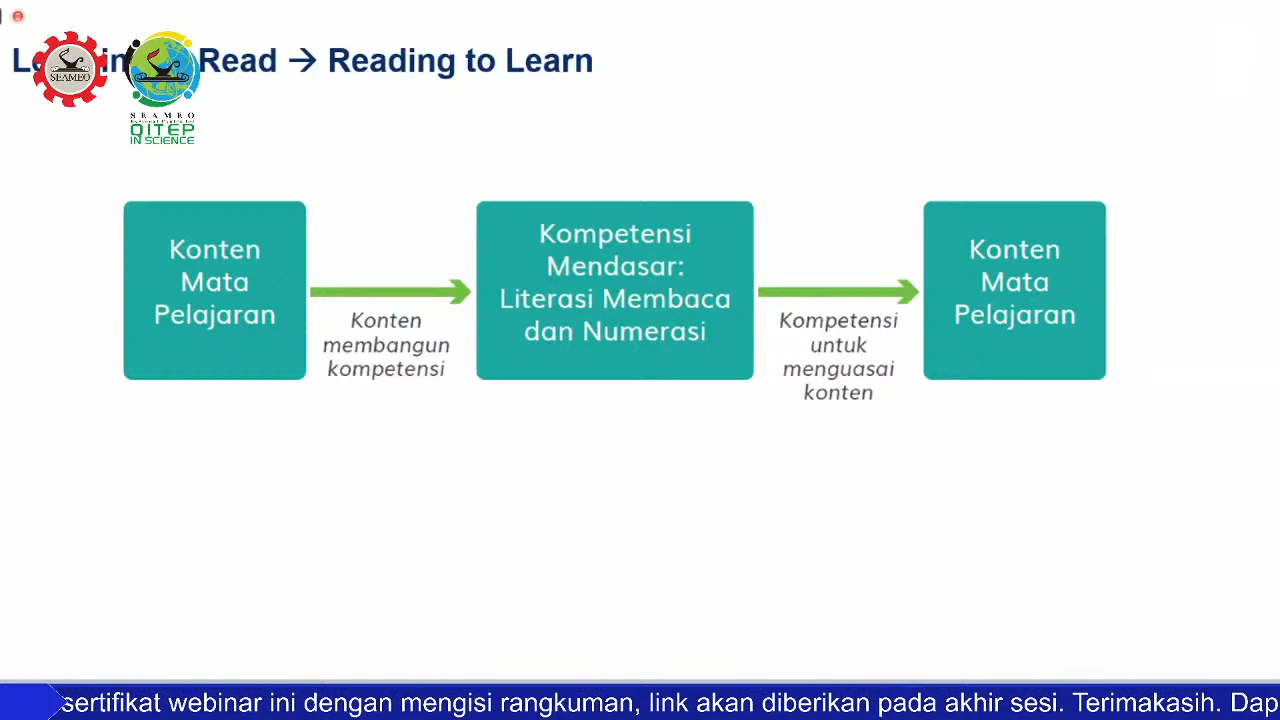 Read → Reading to Learn
SEAMEO
SEAMEO
QITEP
IN SCIENCE
Konten
Mata
Pelajaran
Konten
membangun
kompetensi
Kompetensi
Mendasar:
Literasi Membaca
dan Numerasi
Kompetensi
untuk
menguasai
konten
Konten
Mata
Pelajaran
sertifikat webinar ini dengan mengisi rangkuman, link akan diberikan pada akhir sesi. Terimakasih. Dap